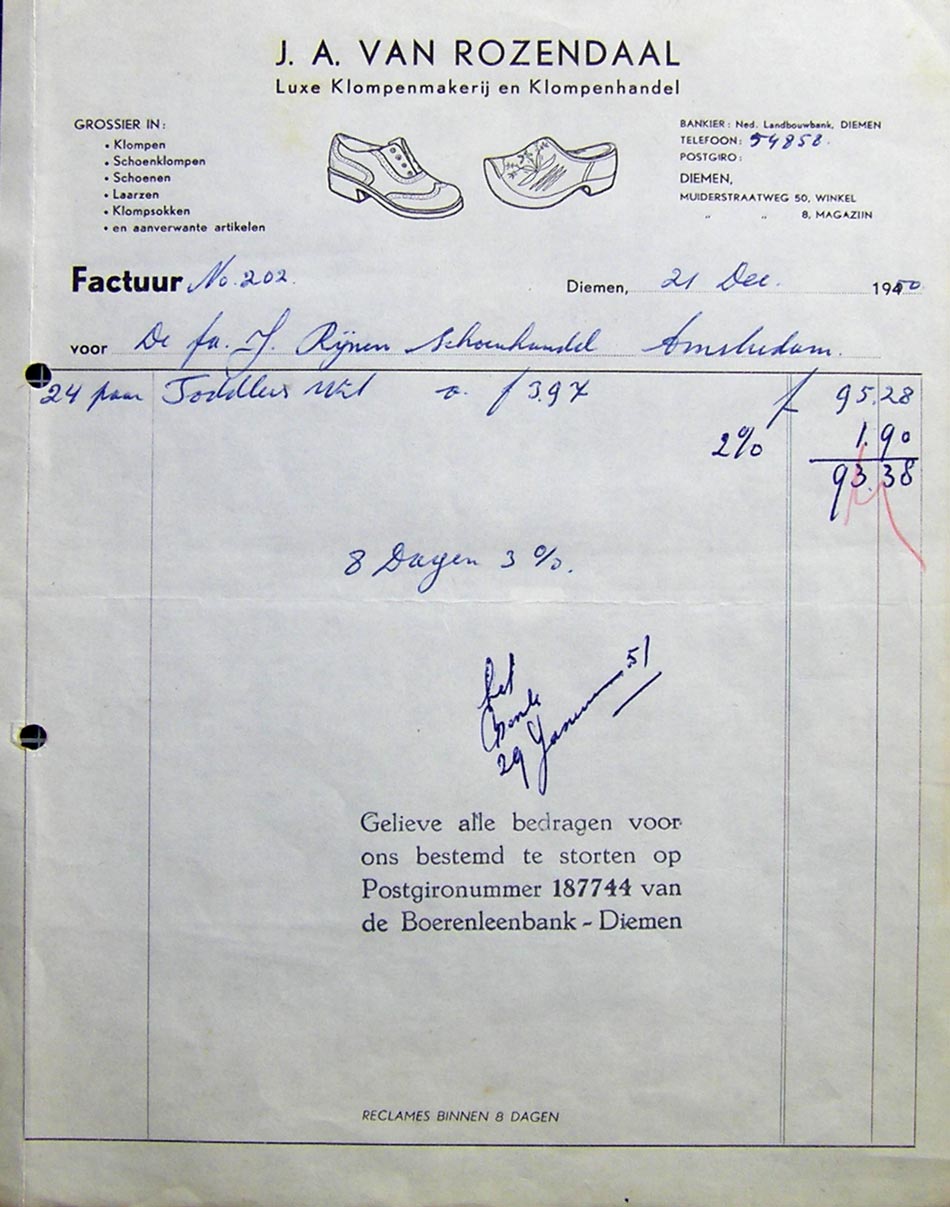 J. A. VAN ROZENDAAL
Luxe Klompenmakerij en Klompenhandel
GROSSIER IN:
• Klompen
• Schoenklompen
• Schoenen
• Laarzen
• Klompsokken
• en aanverwante artikelen
BANKIER: Ned. Landbouwbank, DIEMEN
TELEFOON: 54858.
POSTGIRO:
DIEMEN,
MUIDERSTRAATWEG 50, WINKEL
„ „ 8, MAGAZIJN
Factuur No. 202.
Diemen, 21 Dec. 1950
voor De fa. J. Rijnen Schoenhandel Amsterdam.
24 paar Toddlers Wit a. f 3.97 f 95.28
2% 1.90
93.38
8 Dagen 3 %.
29 Januari 51
Gelieve alle bedragen voor
ons bestemd te storten op
Postgironummer 187744 van
de Boerenleenbank - Diemen
RECLAMES BINNEN 8 DAGEN